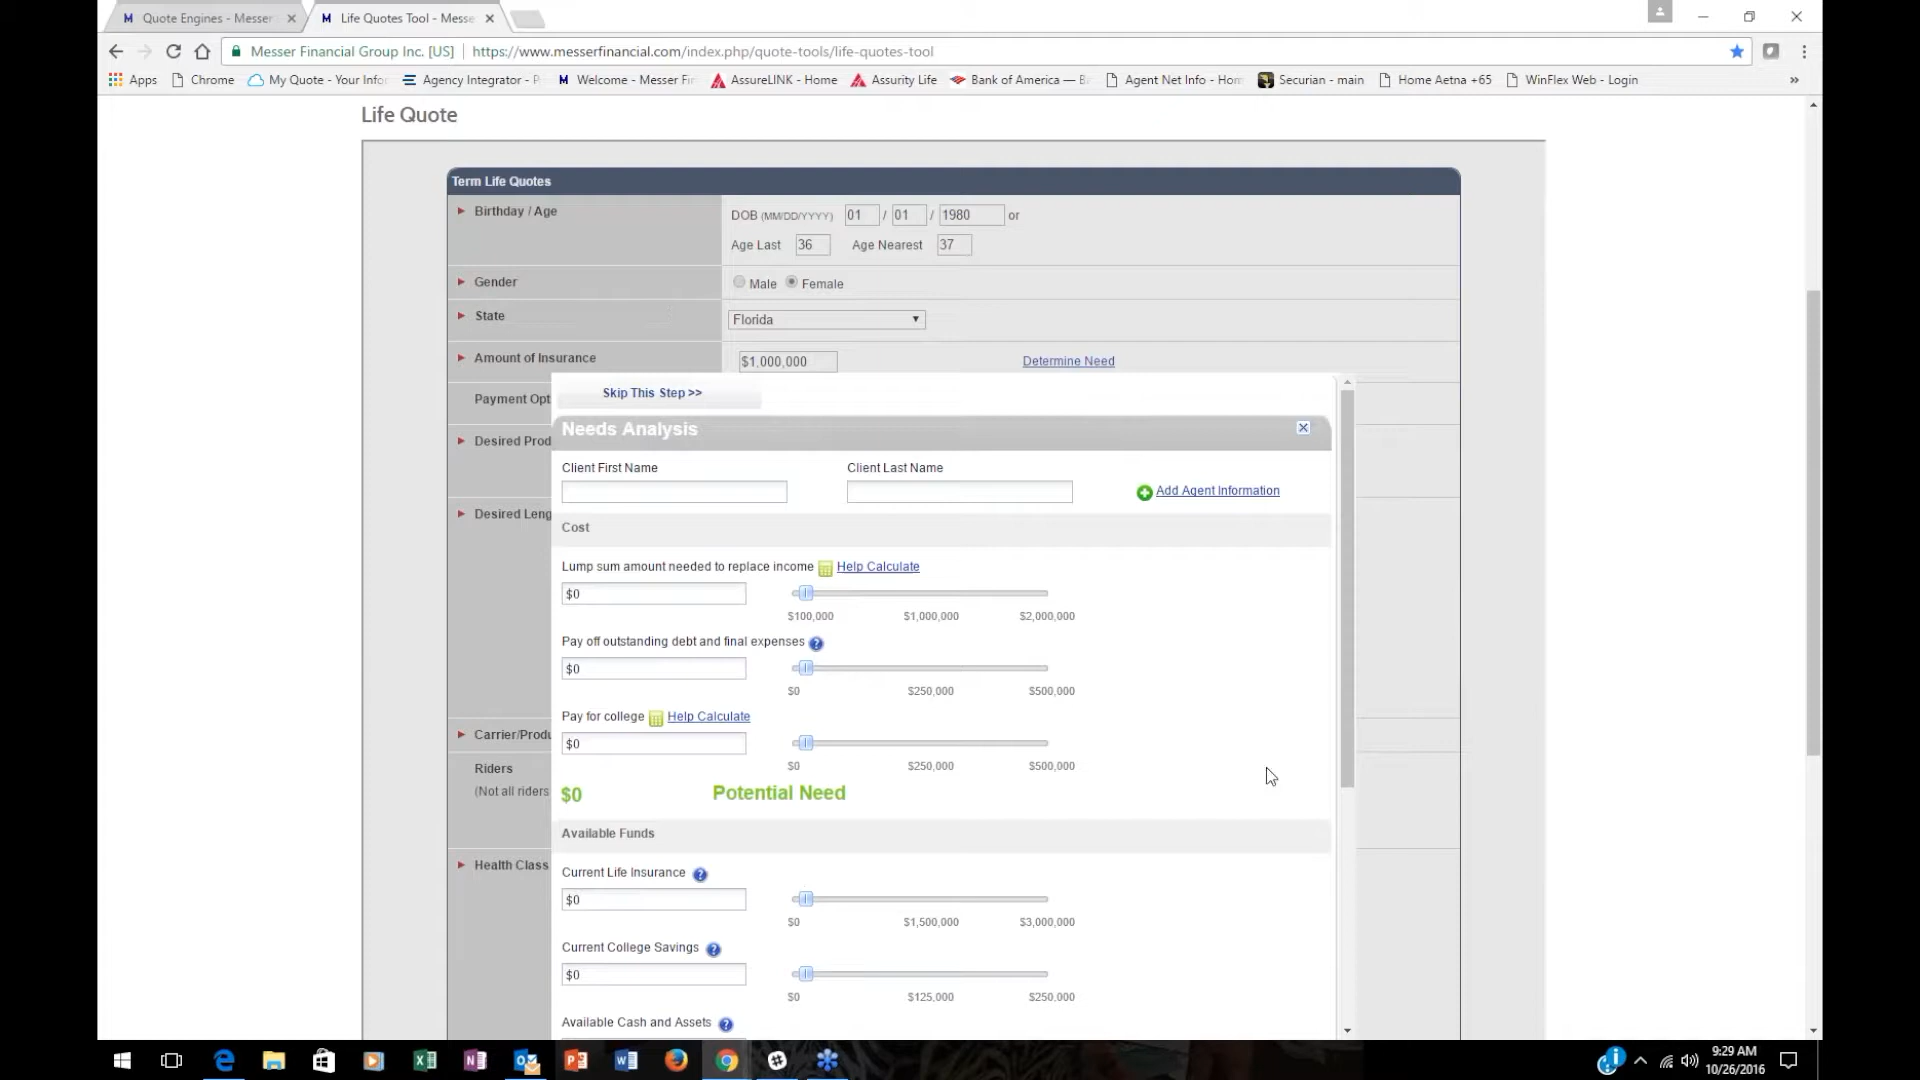 Quote Engines - Messer
Life Quotes Tool - Messe
Messer Financial Group Inc. [US]
https://www.messerfinancial.com/index.php/quote-tools/life-quotes-tool
Apps
Chrome
My Quote - Your Info
Agency Integrator - P
Welcome - Messer Fi
AssureLINK - Home
Assurity Life
Bank of America — B
Agent Net Info - Hom
Securian - main
Home Aetna +65
WinFlex Web - Login
»
Life Quote
Term Life Quotes
Birthday / Age
DOB (MM/DD/YYYY) 01 / 01 / 1980 or
Age Last 36 Age Nearest 37
Gender
Male Female
State
Florida
Amount of Insurance
$1,000,000
Determine Need
Payment Opt
Desired Prod
Desired Leng
Carrier/Produ
Riders
(Not all riders
Health Class
Skip This Step >>
Needs Analysis
Client First Name
Client Last Name
Add Agent Information
Cost
Lump sum amount needed to replace income Help Calculate
$0
$100,000 $1,000,000 $2,000,000
Pay off outstanding debt and final expenses ?
$0
$0 $250,000 $500,000
Pay for college Help Calculate
$0
$0 $250,000 $500,000
$0 Potential Need
Available Funds
Current Life Insurance ?
$0
$0 $1,500,000 $3,000,000
Current College Savings ?
$0
$0 $125,000 $250,000
Available Cash and Assets ?
9:29 AM
10/26/2016